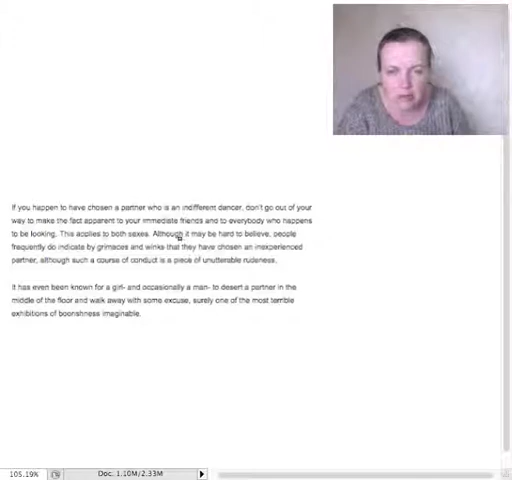 If you happen to have chosen a partner who is an indifferent dancer, don't go out of your
way to make the fact apparent to your immediate friends and to everybody who happens
to be looking. This applies to both sexes. Although it may be hard to believe, people
frequently do indicate by grimaces and winks that they have chosen an inexperienced
partner, although such a course of conduct is a piece of unutterable rudeness.
It has even been known for a girl- and occasionally a man- to desert a partner in the
middle of the floor and walk away with some excuse, surely one of the most terrible
exhibitions of boorishness imaginable.
105.19% Doc: 1.10M/2.33M